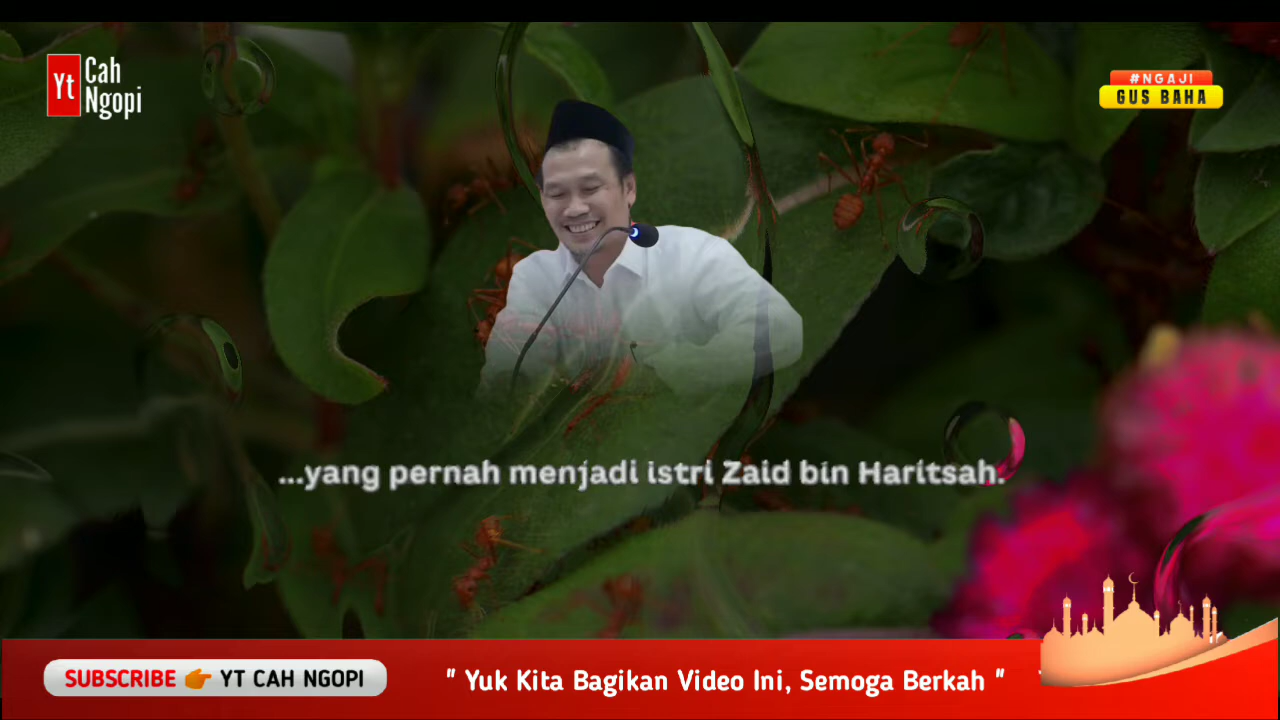 Yt Cah
Ngopi
#NGAJI
GUS BAHA
...yang pernah menjadi istri Zaid bin Haritsah.
SUBSCRIBE YT CAH NGOPI
" Yuk Kita Bagikan Video Ini, Semoga Berkah "